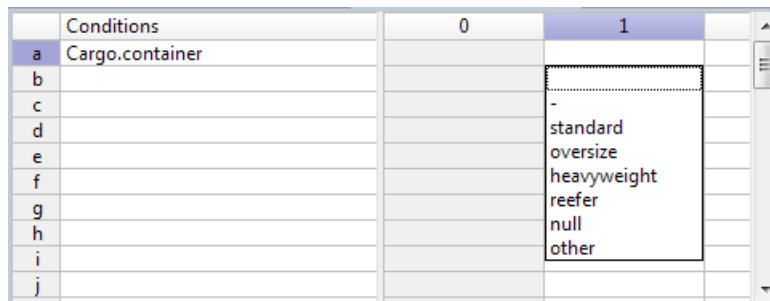 Conditions 0 1
a Cargo.container
b
c -
d standard
e oversize
f heavyweight
g reefer
h null
i other
j